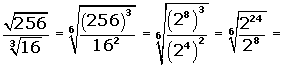 √256 / ∛16 = ⁶√((256)³ / 16²) = ⁶√((2⁸)³ / (2⁴)²) = ⁶√(2²⁴ / 2⁸) =